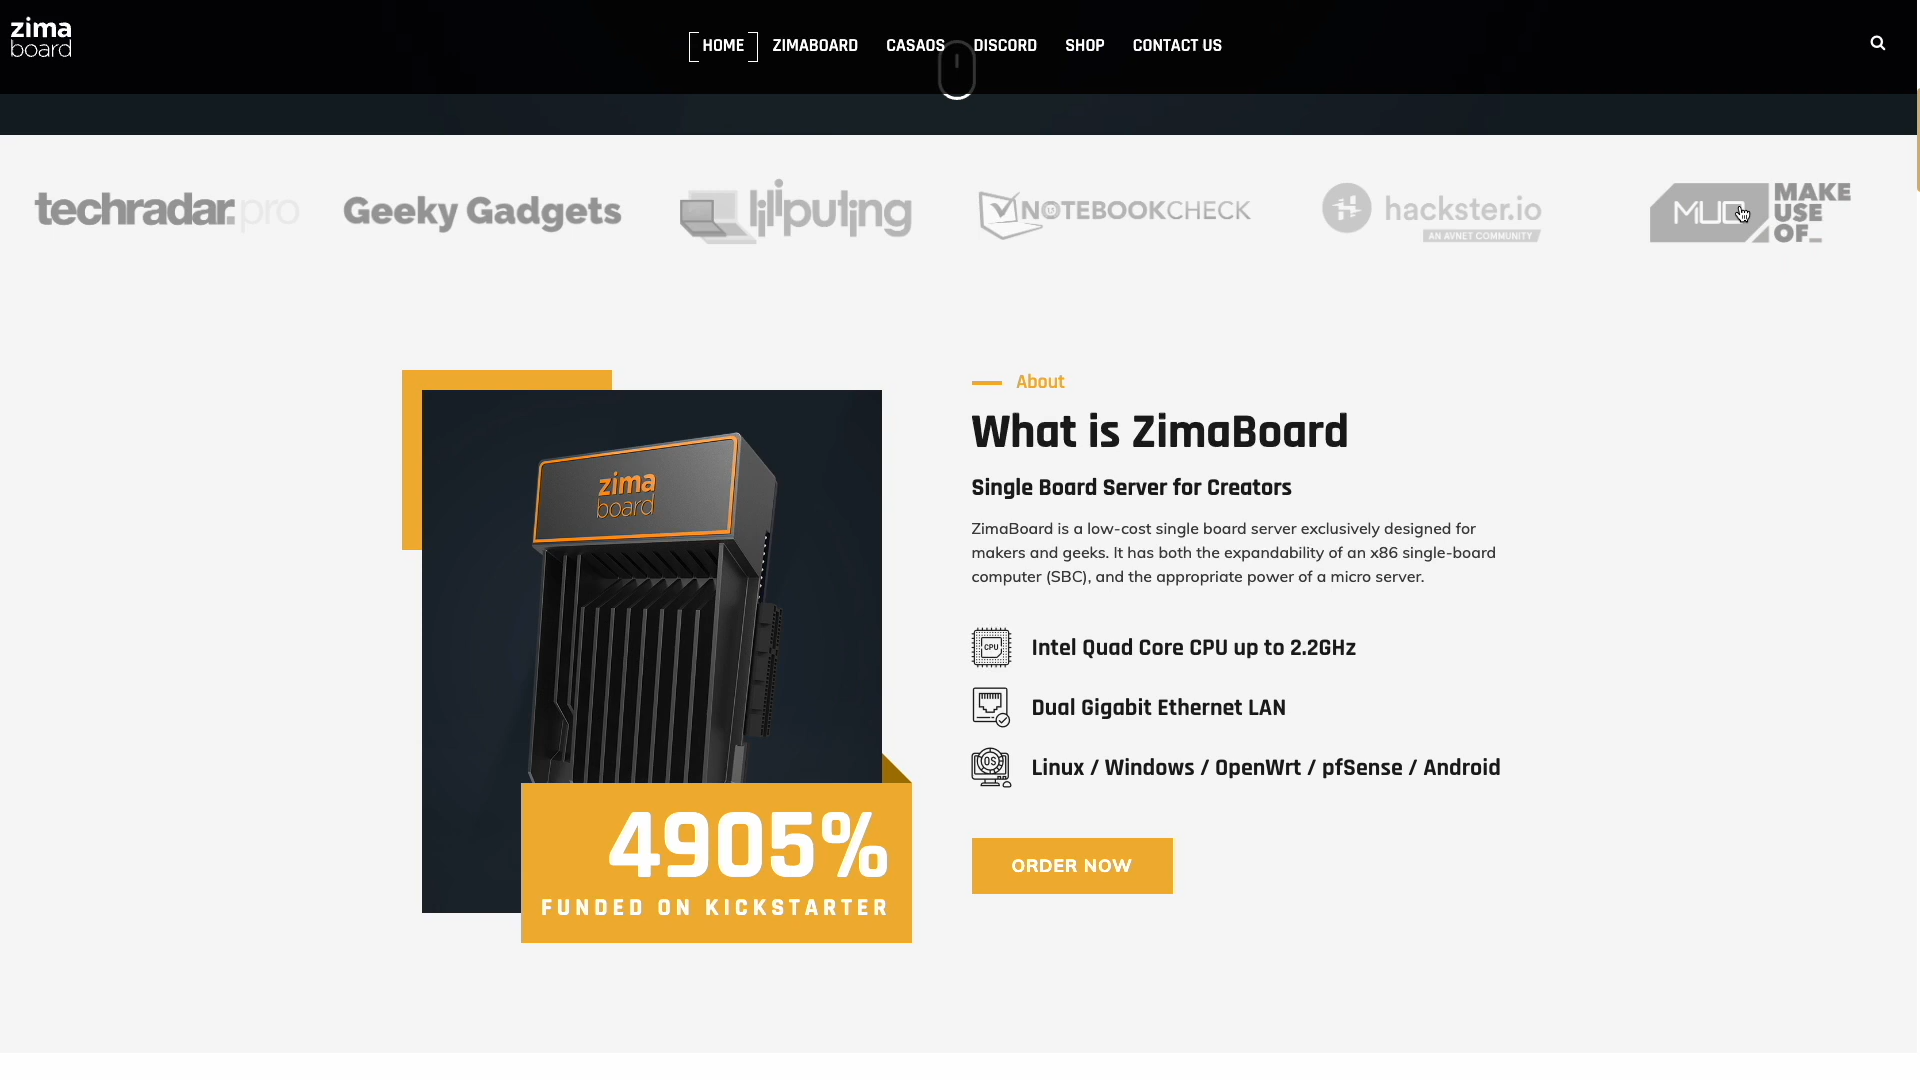 zima
board
HOME
ZIMABOARD
CASAOS
DISCORD
SHOP
CONTACT US
techradar.pro
Geeky Gadgets
liliputing
NOTEBOOKCHECK
hackster.io
AN AVNET COMMUNITY
MUO
MAKE
USE
OF_
zima
board
4905%
FUNDED ON KICKSTARTER
About
What is ZimaBoard
Single Board Server for Creators
ZimaBoard is a low-cost single board server exclusively designed for
makers and geeks. It has both the expandability of an x86 single-board
computer (SBC), and the appropriate power of a micro server.
CPU
Intel Quad Core CPU up to 2.2GHz
Dual Gigabit Ethernet LAN
OS
Linux / Windows / OpenWrt / pfSense / Android
ORDER NOW